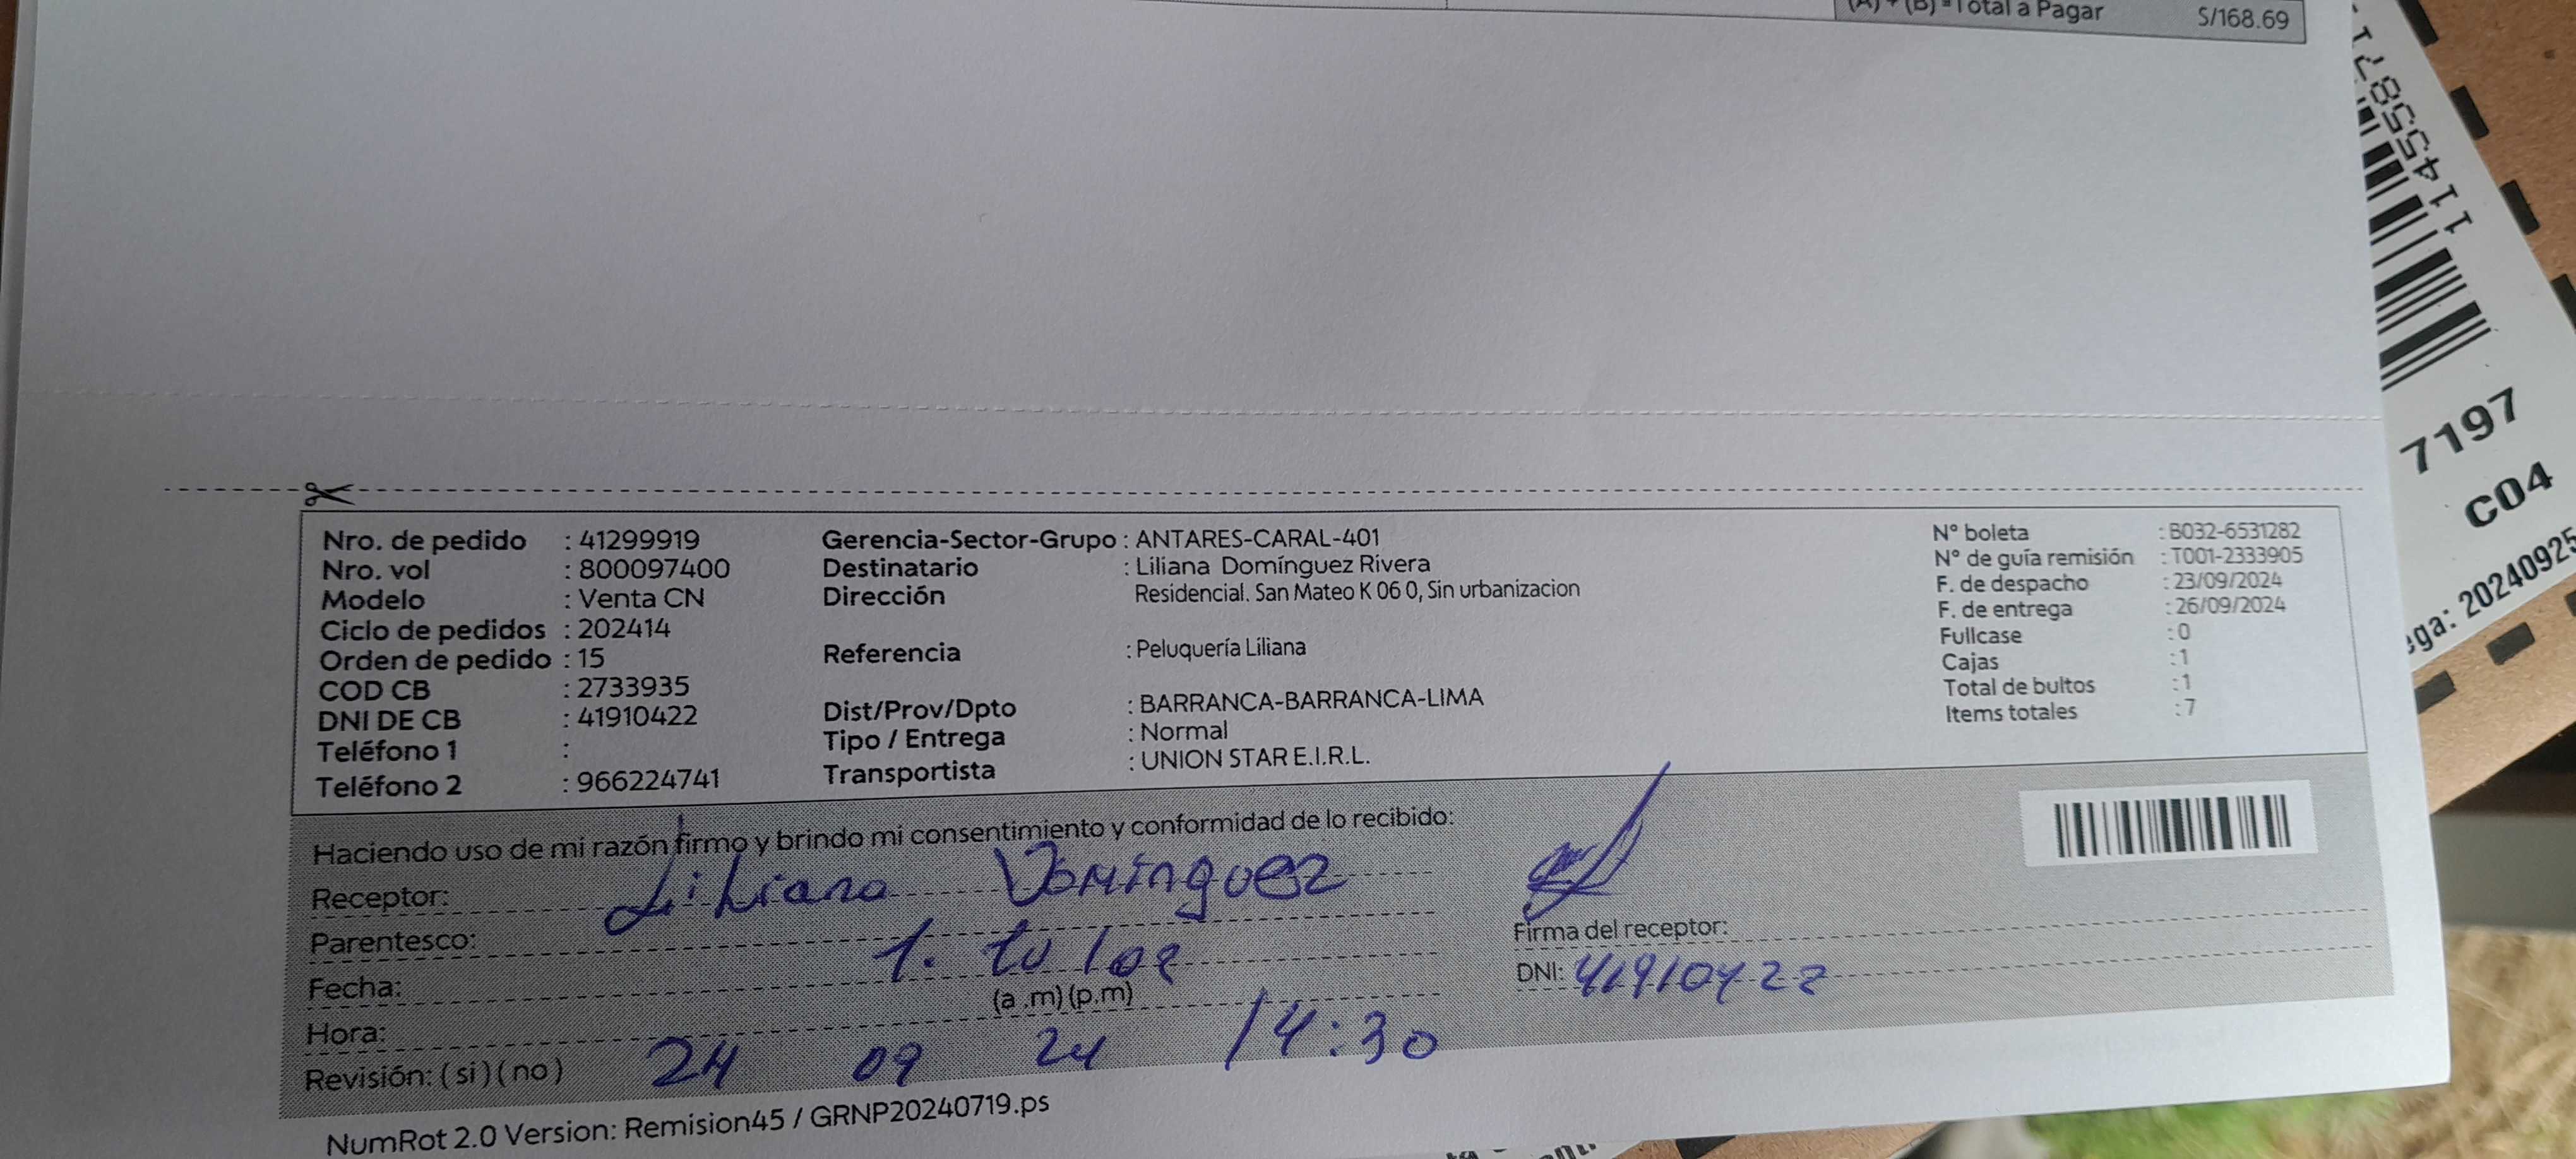 (A) + (B) = Total a Pagar S/168.69
Nro. de pedido : 41299919
Nro. vol : 800097400
Modelo : Venta CN
Ciclo de pedidos : 202414
Orden de pedido : 15
COD CB : 2733935
DNI DE CB : 41910422
Teléfono 1 :
Teléfono 2 : 966224741
Gerencia-Sector-Grupo : ANTARES-CARAL-401
Destinatario : Liliana Domínguez Rivera
Dirección Residencial. San Mateo K 06 0, Sin urbanizacion
Referencia : Peluquería Liliana
Dist/Prov/Dpto : BARRANCA-BARRANCA-LIMA
Tipo / Entrega : Normal
Transportista : UNION STAR E.I.R.L.
N° boleta : B032-6531282
N° de guía remisión : T001-2333905
F. de despacho : 23/09/2024
F. de entrega : 26/09/2024
Fullcase : 0
Cajas : 1
Total de bultos : 1
Items totales : 7
Haciendo uso de mi razón firmo y brindo mi consentimiento y conformidad de lo recibido:
Receptor: Liliana Dominguez
Parentesco:
1. tuloe
Fecha:
(a .m) (p.m)
Hora:
24 09 24 14:30
Revisión: ( si ) ( no )
Firma del receptor:
DNI: 41910422
NumRot 2.0 Version: Remision45 / GRNP20240719.ps
7197
C04
ega: 20240925